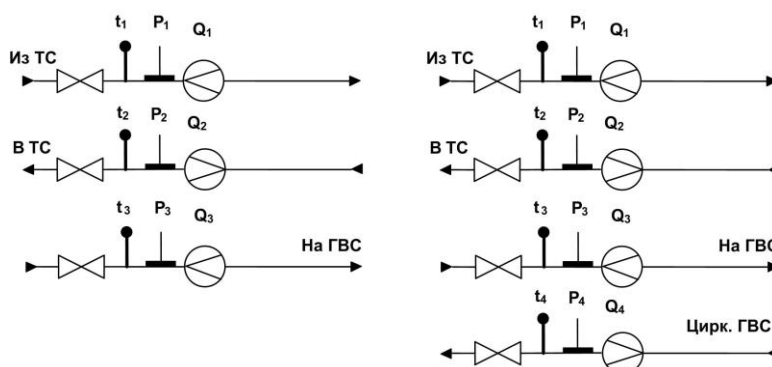 t1 P1 Q1
Из ТС
t2 P2 Q2
В ТС
t3 P3 Q3
На ГВС
t1 P1 Q1
Из ТС
t2 P2 Q2
В ТС
t3 P3 Q3
На ГВС
t4 P4 Q4
Цирк. ГВС